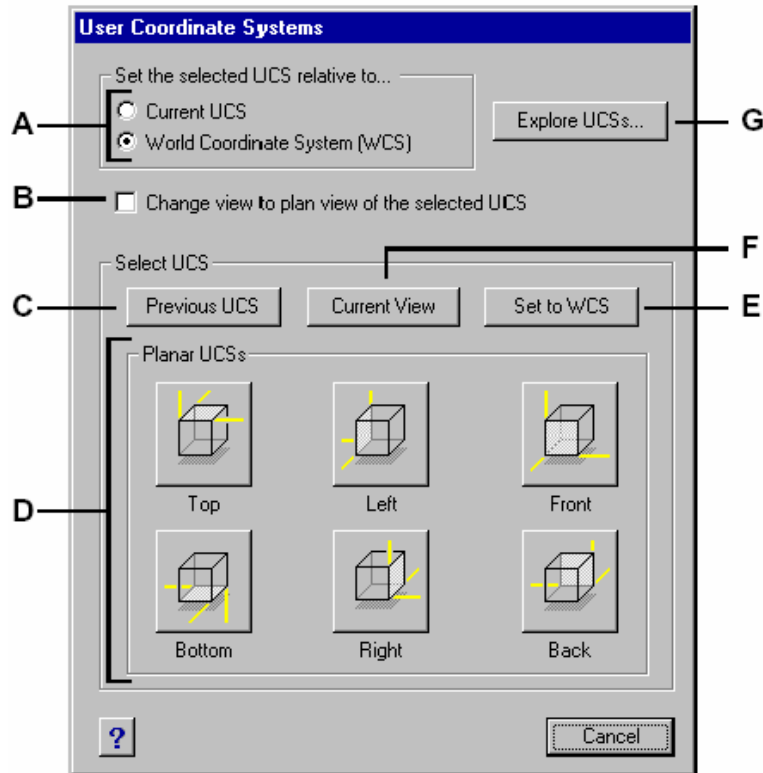 User Coordinate Systems
Set the selected UCS relative to...
A
Current UCS
World Coordinate System (WCS)
Explore UCSs...
G
B
Change view to plan view of the selected UCS
F
Select UCS
C
Previous UCS
Current View
Set to WCS
E
Planar UCSs
D
Top
Left
Front
Bottom
Right
Back
?
Cancel